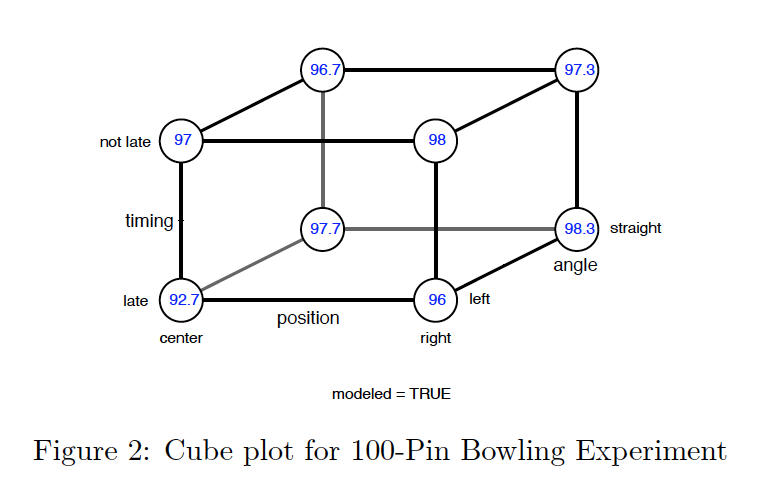 96.7
97.3
not late
97
98
timing
97.7
98.3
straight
angle
late
92.7
96
left
position
center
right
modeled = TRUE
Figure 2: Cube plot for 100-Pin Bowling Experiment